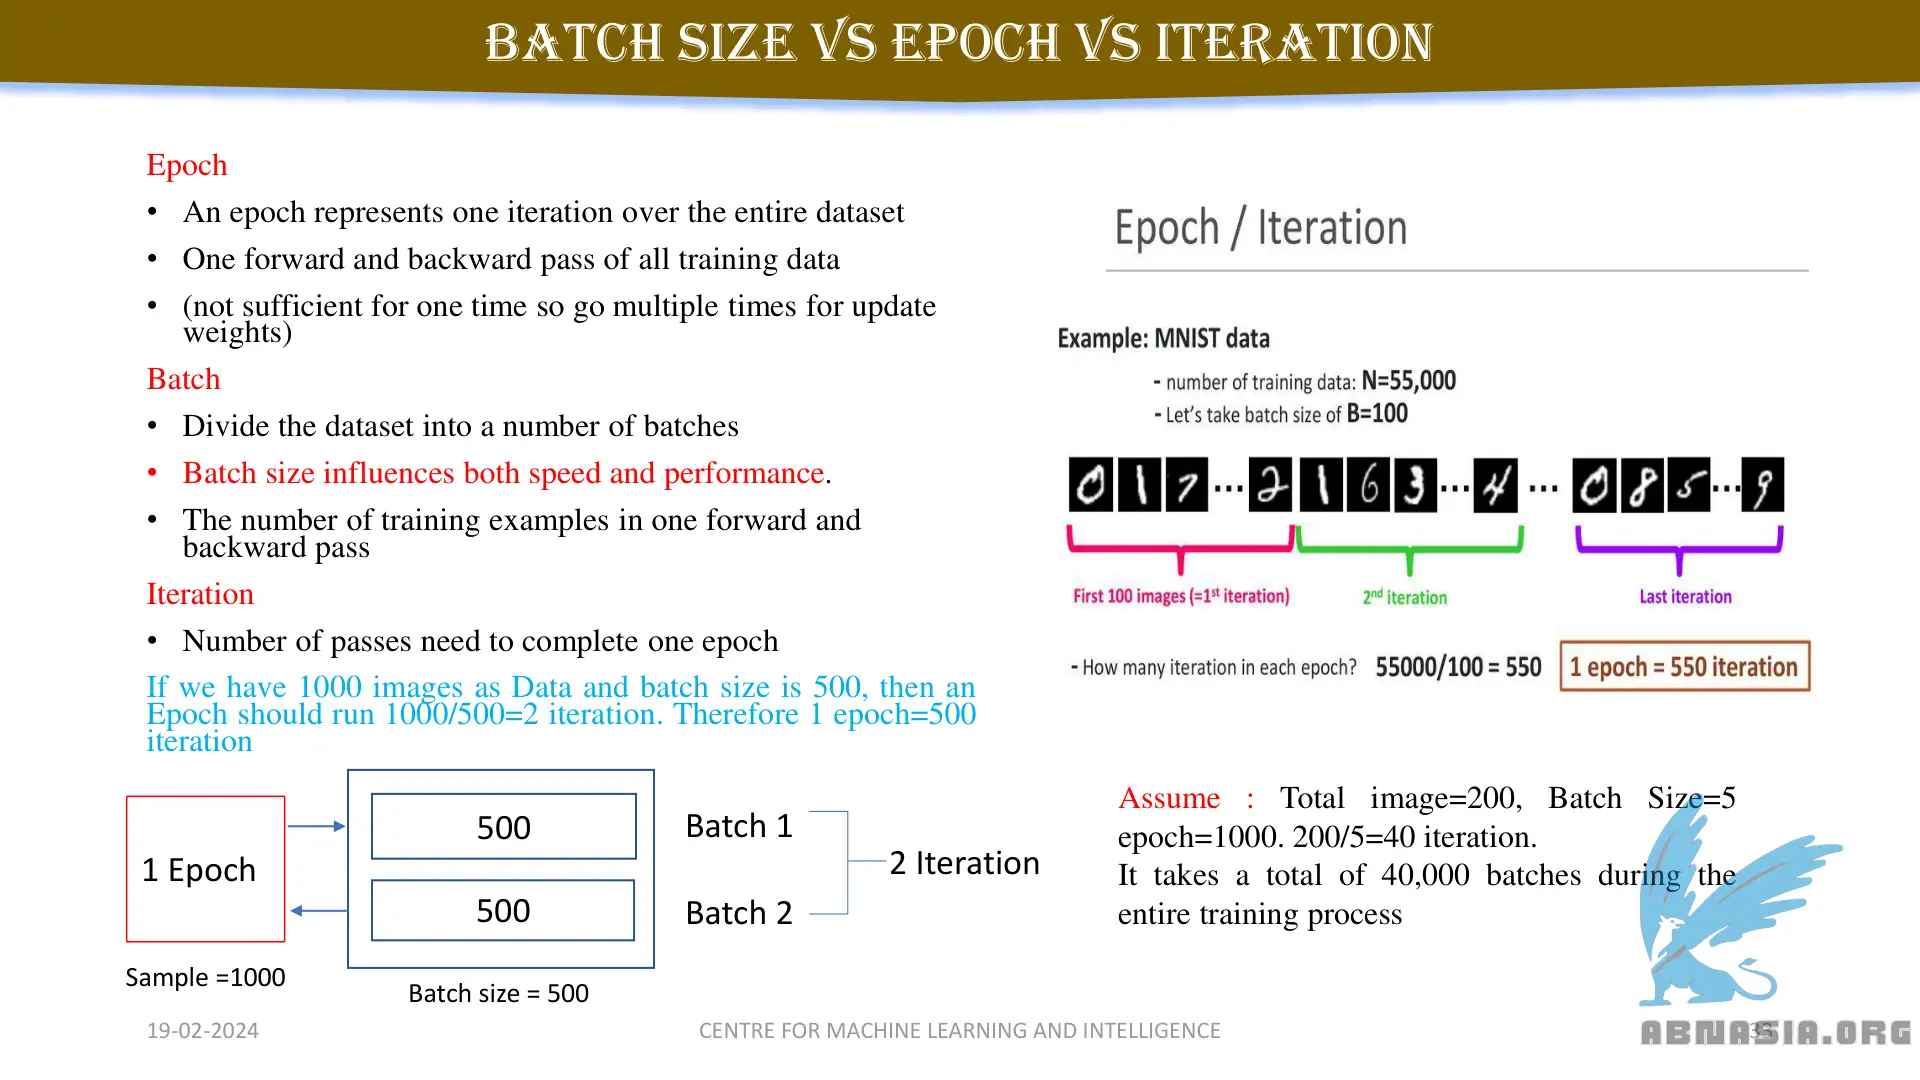 BATCH SIZE VS EPOCH VS ITERATION
Epoch
• An epoch represents one iteration over the entire dataset
• One forward and backward pass of all training data
• (not sufficient for one time so go multiple times for update
weights)
Batch
• Divide the dataset into a number of batches
• Batch size influences both speed and performance.
• The number of training examples in one forward and
backward pass
Iteration
• Number of passes need to complete one epoch
If we have 1000 images as Data and batch size is 500, then an
Epoch should run 1000/500=2 iteration. Therefore 1 epoch=500
iteration
1 Epoch
Sample =1000
500
500
Batch size = 500
Batch 1
Batch 2
2 Iteration
Epoch / Iteration
Example: MNIST data
- number of training data: N=55,000
- Let's take batch size of B=100
0 1 7 ... 2 1 6 3 ... 4 ... 0 8 5 ... 9
First 100 images (=1st iteration)
2nd iteration
Last iteration
- How many iteration in each epoch? 55000/100 = 550
1 epoch = 550 iteration
Assume : Total image=200, Batch Size=5
epoch=1000. 200/5=40 iteration.
It takes a total of 40,000 batches during the
entire training process
19-02-2024
CENTRE FOR MACHINE LEARNING AND INTELLIGENCE
33
ABNASIA.ORG